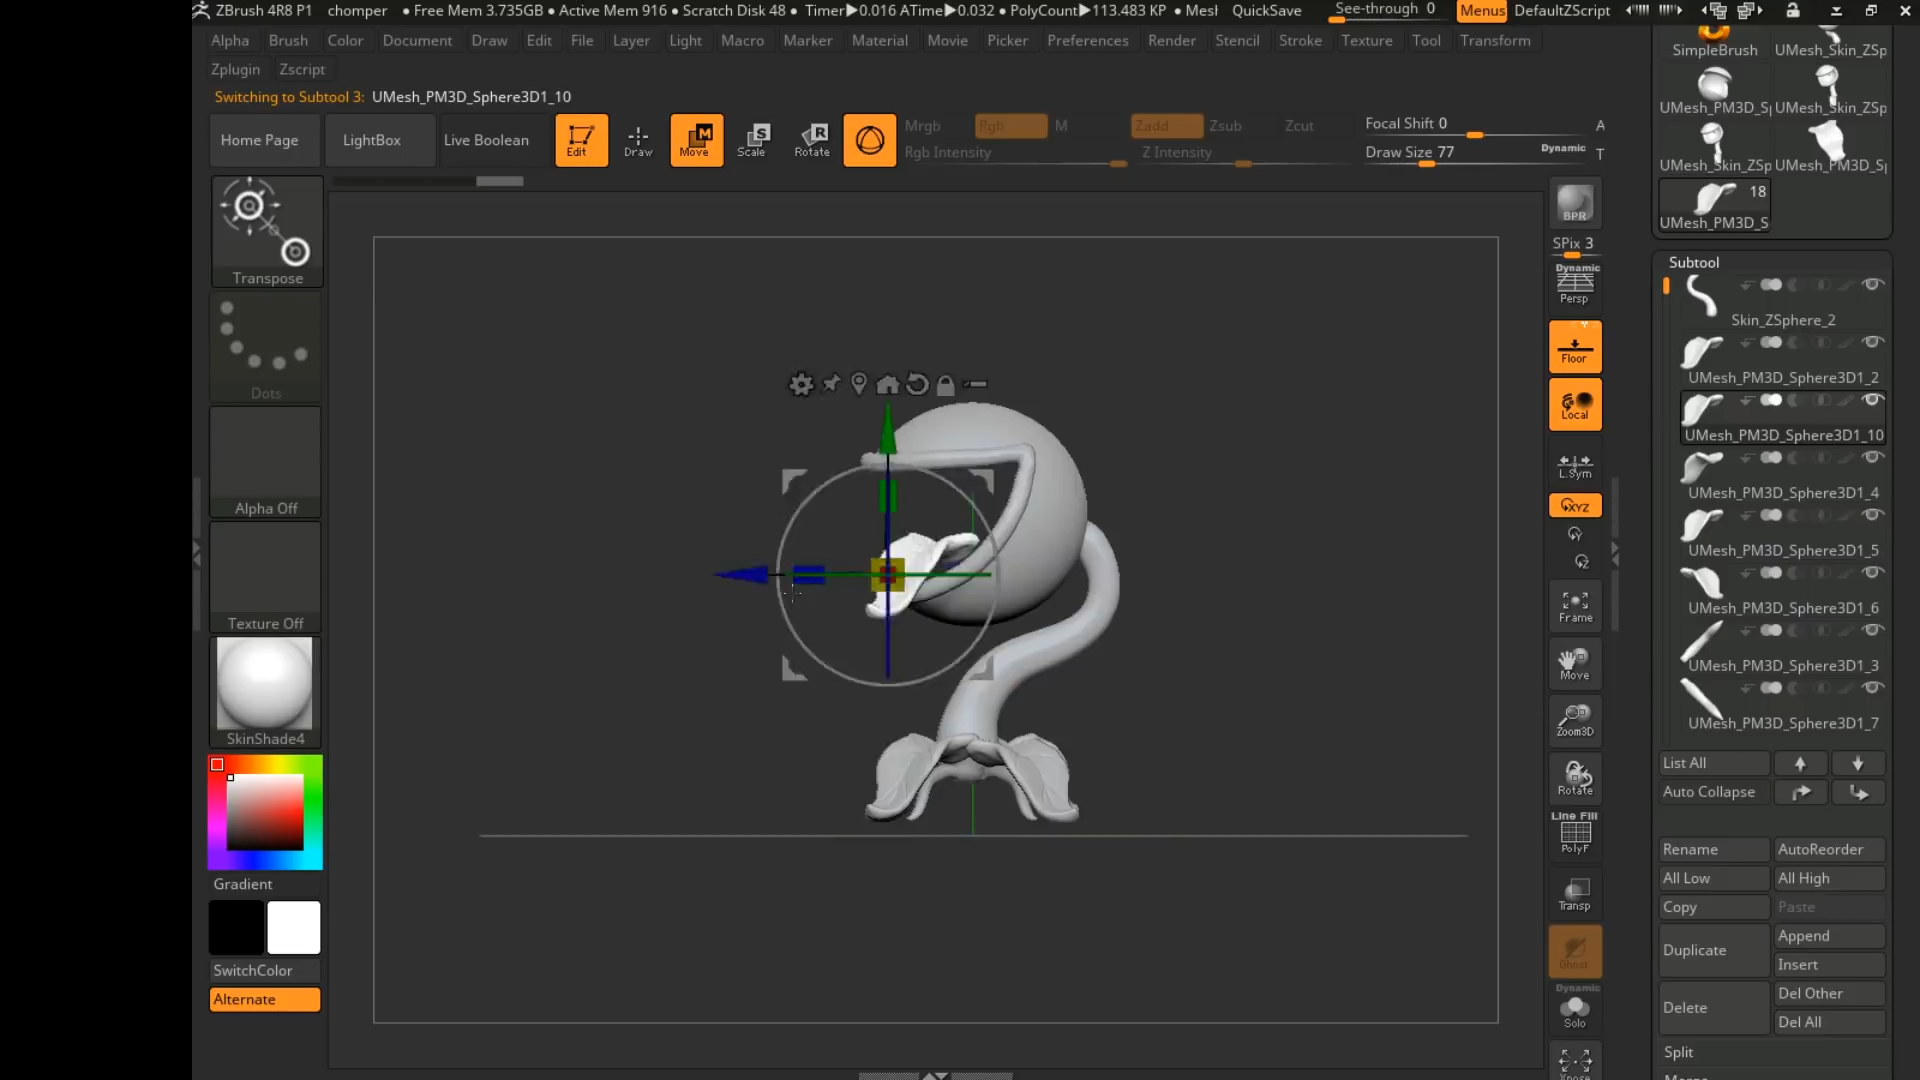 ZBrush 4R8 P1 chomper • Free Mem 3.735GB • Active Mem 916 • Scratch Disk 48 • Timer▶0.016 ATime▶0.032 • PolyCount▶113.483 KP • Mesl QuickSave See-through 0 Menus DefaultZScript
Alpha Brush Color Document Draw Edit File Layer Light Macro Marker Material Movie Picker Preferences Render Stencil Stroke Texture Tool Transform
Zplugin Zscript
Switching to Subtool 3: UMesh_PM3D_Sphere3D1_10
Home Page LightBox Live Boolean Edit Draw Move Scale Rotate
Mrgb Rgb M Zadd Zsub Zcut Focal Shift 0 A
Rgb Intensity Z Intensity Draw Size 77 Dynamic T
Transpose
Dots
Alpha Off
Texture Off
SkinShade4
Gradient
SwitchColor
Alternate
BPR
SPix 3
Dynamic
Persp
Floor
Local
L.Sym
XYZ
Frame
Move
Zoom3D
Rotate
Line Fill
PolyF
Transp
Ghost
Dynamic
Solo
Xpose
SimpleBrush UMesh_Skin_ZSp
UMesh_PM3D_Sp UMesh_Skin_ZSp
UMesh_Skin_ZSp UMesh_PM3D_Sp
18
UMesh_PM3D_S
Subtool
Skin_ZSphere_2
UMesh_PM3D_Sphere3D1_2
UMesh_PM3D_Sphere3D1_10
UMesh_PM3D_Sphere3D1_4
UMesh_PM3D_Sphere3D1_5
UMesh_PM3D_Sphere3D1_6
UMesh_PM3D_Sphere3D1_3
UMesh_PM3D_Sphere3D1_7
List All
Auto Collapse
Rename AutoReorder
All Low All High
Copy Paste
Duplicate Append
Insert
Delete Del Other
Del All
Split